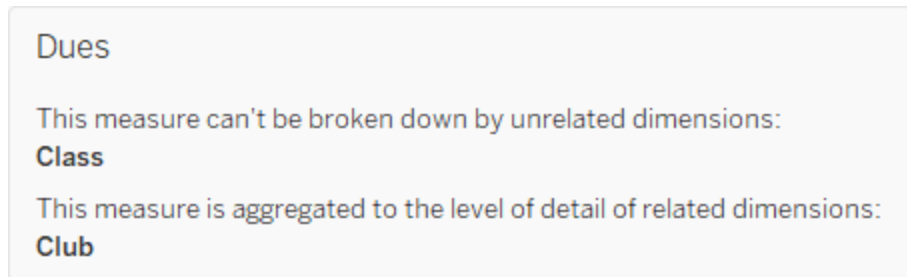 Dues
This measure can't be broken down by unrelated dimensions:
Class
This measure is aggregated to the level of detail of related dimensions:
Club